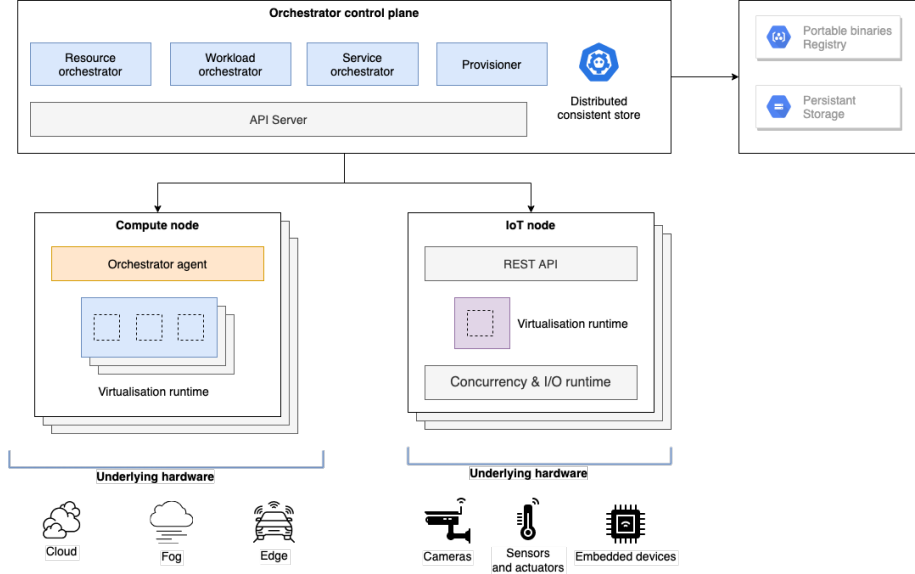 Orchestrator control plane
Resource
orchestrator
Workload
orchestrator
Service
orchestrator
Provisioner
Distributed
consistent store
API Server
Portable binaries
Registry
Persistant
Storage
Compute node
Orchestrator agent
Virtualisation runtime
IoT node
REST API
Virtualisation runtime
Concurrency & I/O runtime
Underlying hardware
Cloud
Fog
Edge
Underlying hardware
Cameras
Sensors
and actuators
Embedded devices